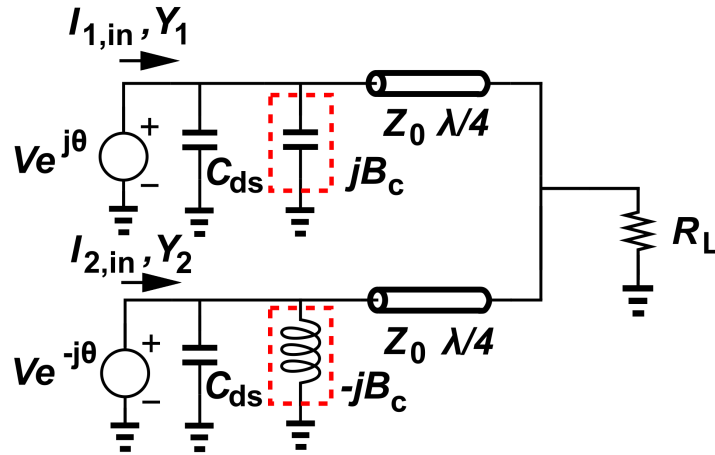 I1,in ,Y1
Z0 λ/4
+
Ve jθ
−
Cds
jBc
I2,in ,Y2
RL
Z0 λ/4
+
Ve -jθ
−
Cds
-jBc